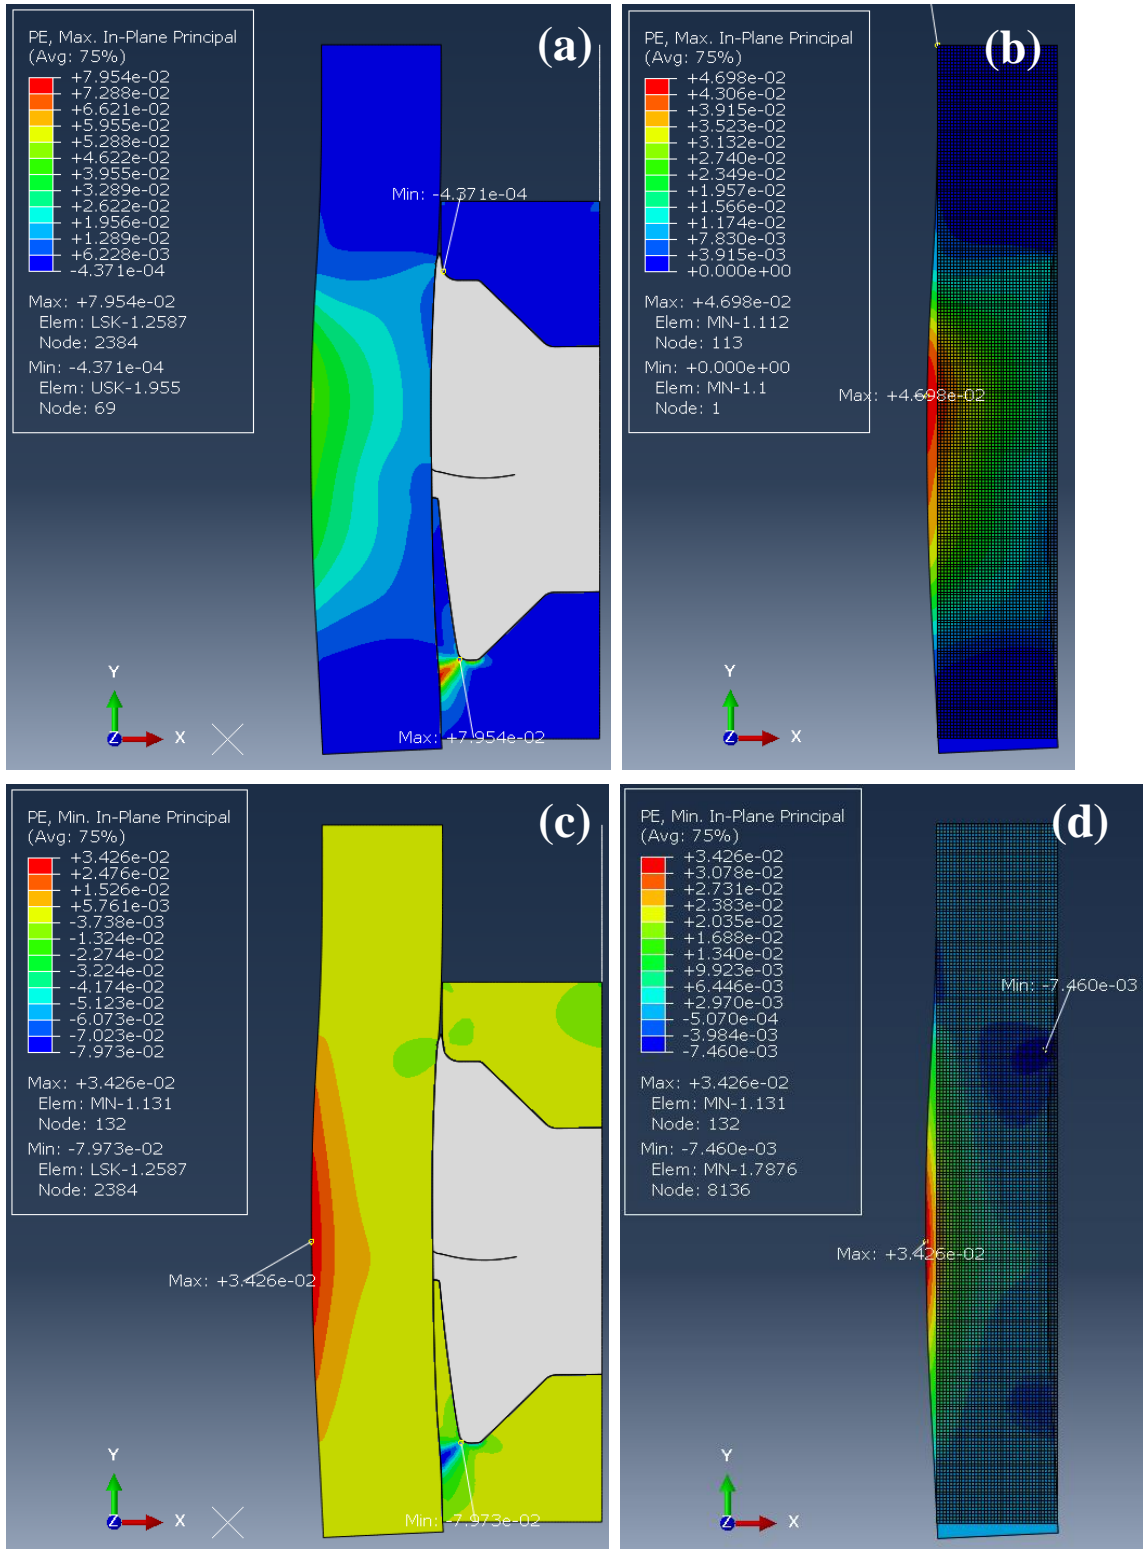 PE, Max. In-Plane Principal
(Avg: 75%)
+7.954e-02
+7.288e-02
+6.621e-02
+5.955e-02
+5.288e-02
+4.622e-02
+3.955e-02
+3.289e-02
+2.622e-02
+1.956e-02
+1.289e-02
+6.228e-03
-4.371e-04
Max: +7.954e-02
Elem: LSK-1.2587
Node: 2384
Min: -4.371e-04
Elem: USK-1.955
Node: 69
(a)
Min: -4.371e-04
Max: +7.954e-02
Y
Z
X
PE, Max. In-Plane Principal
(Avg: 75%)
+4.698e-02
+4.306e-02
+3.915e-02
+3.523e-02
+3.132e-02
+2.740e-02
+2.349e-02
+1.957e-02
+1.566e-02
+1.174e-02
+7.830e-03
+3.915e-03
+0.000e+00
Max: +4.698e-02
Elem: MN-1.112
Node: 113
Min: +0.000e+00
Elem: MN-1.1
Node: 1
(b)
Max: +4.698e-02
Y
Z
X
PE, Min. In-Plane Principal
(Avg: 75%)
+3.426e-02
+2.476e-02
+1.526e-02
+5.761e-03
-3.738e-03
-1.324e-02
-2.274e-02
-3.224e-02
-4.174e-02
-5.123e-02
-6.073e-02
-7.023e-02
-7.973e-02
Max: +3.426e-02
Elem: MN-1.131
Node: 132
Min: -7.973e-02
Elem: LSK-1.2587
Node: 2384
(c)
Max: +3.426e-02
Min: -7.973e-02
Y
Z
X
PE, Min. In-Plane Principal
(Avg: 75%)
+3.426e-02
+3.078e-02
+2.731e-02
+2.383e-02
+2.035e-02
+1.688e-02
+1.340e-02
+9.923e-03
+6.446e-03
+2.970e-03
-5.070e-04
-3.984e-03
-7.460e-03
Max: +3.426e-02
Elem: MN-1.131
Node: 132
Min: -7.460e-03
Elem: MN-1.7876
Node: 8136
(d)
Min: -7.460e-03
Max: +3.426e-02
Y
Z
X